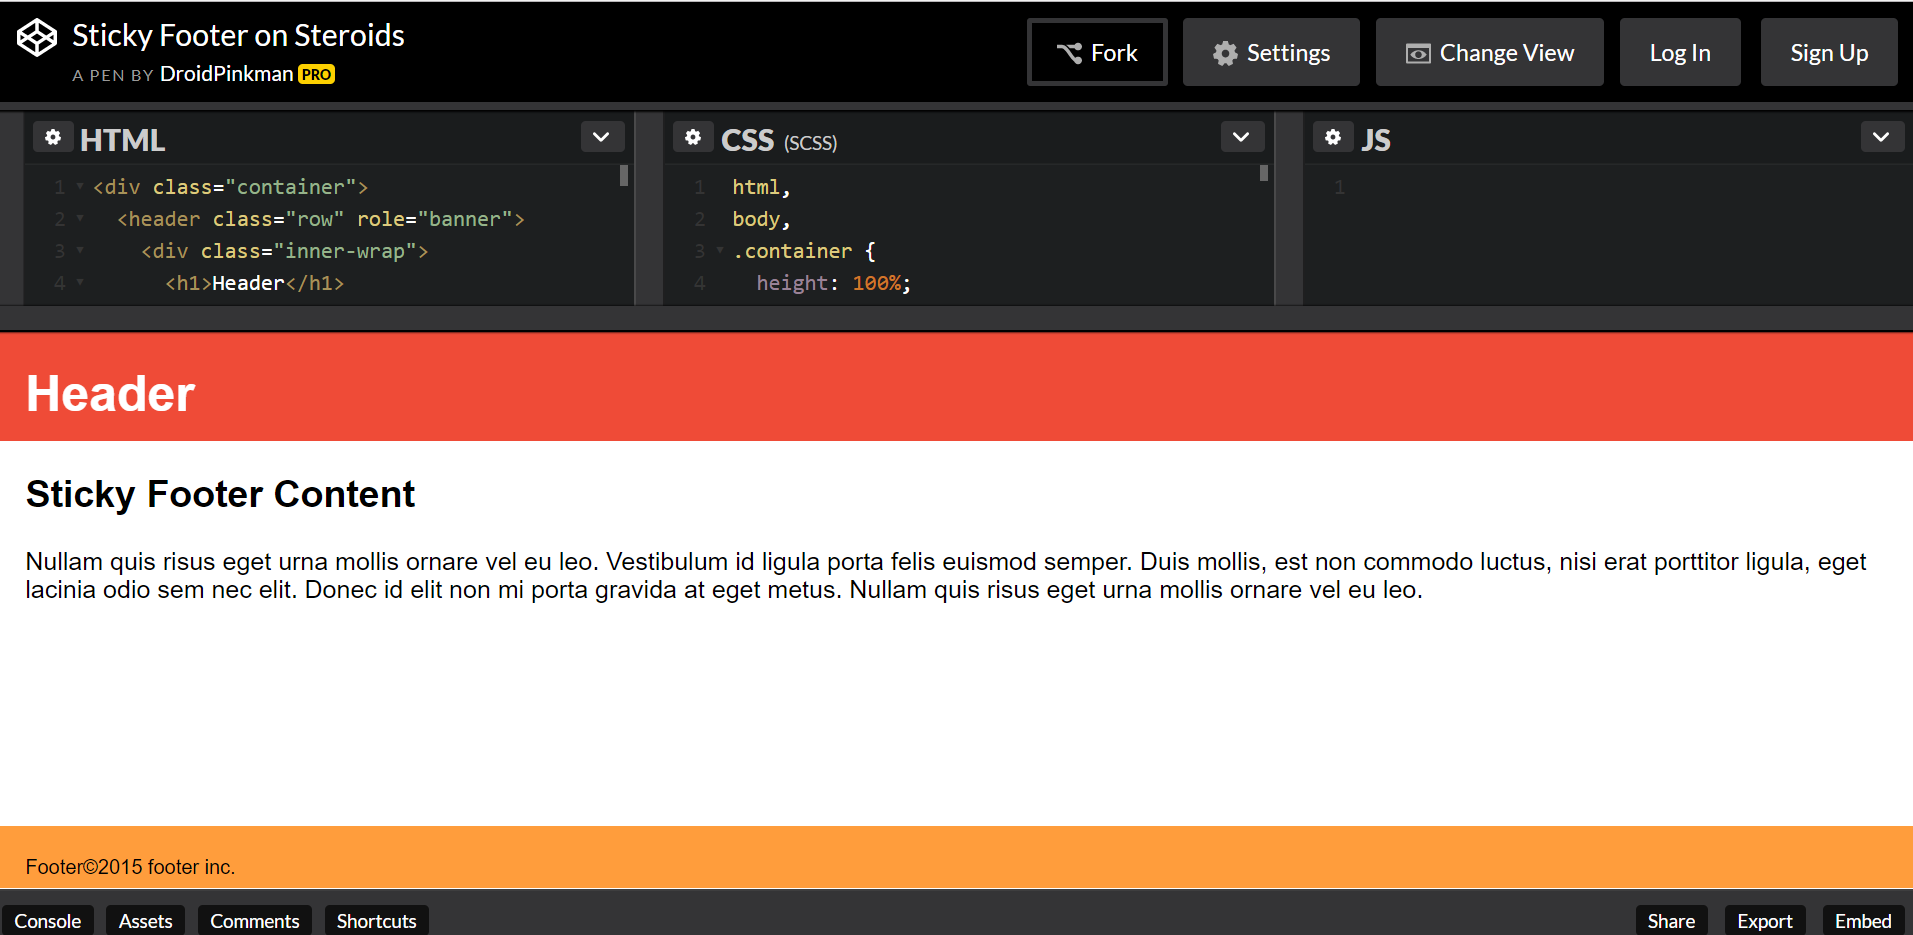 Sticky Footer on Steroids
A PEN BY DroidPinkman PRO
Fork
Settings
Change View
Log In
Sign Up
HTML
1 <div class="container">
2 <header class="row" role="banner">
3 <div class="inner-wrap">
4 <h1>Header</h1>
CSS (SCSS)
1 html,
2 body,
3 .container {
4 height: 100%;
JS
1
Header
Sticky Footer Content
Nullam quis risus eget urna mollis ornare vel eu leo. Vestibulum id ligula porta felis euismod semper. Duis mollis, est non commodo luctus, nisi erat porttitor ligula, eget
lacinia odio sem nec elit. Donec id elit non mi porta gravida at eget metus. Nullam quis risus eget urna mollis ornare vel eu leo.
Footer©2015 footer inc.
Console
Assets
Comments
Shortcuts
Share
Export
Embed